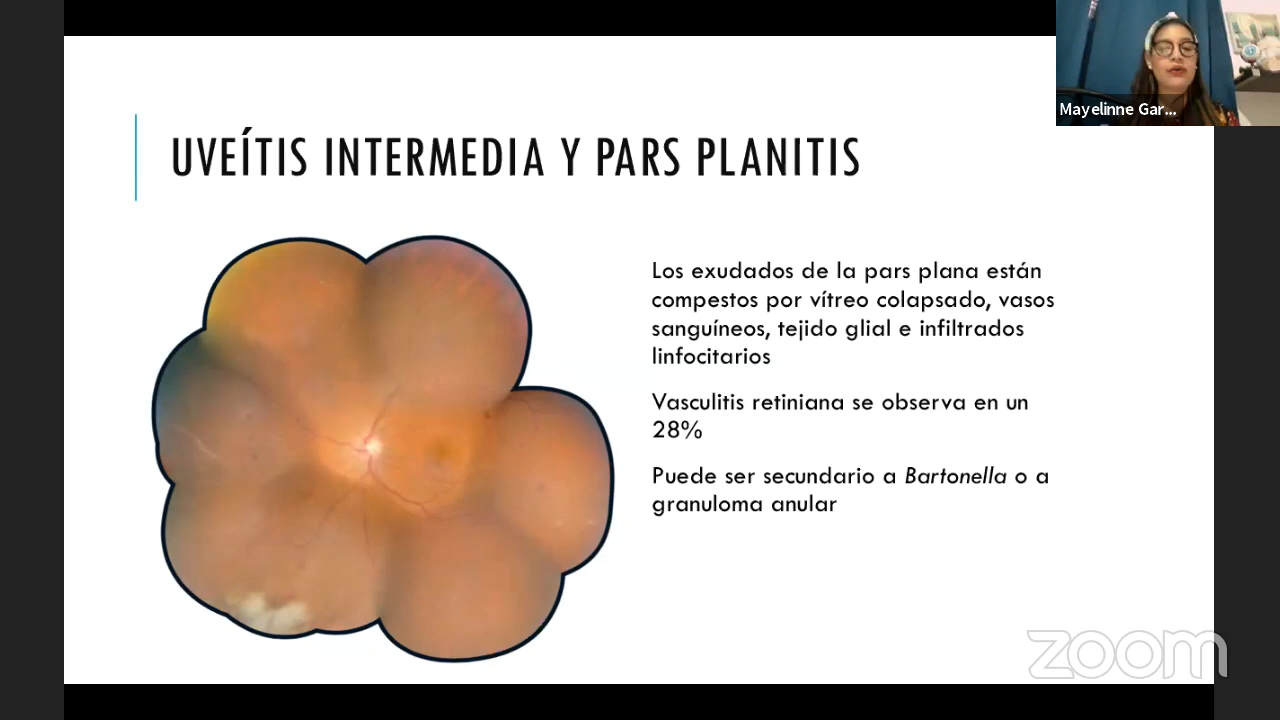 Mayelinne Gar...
UVEÍTIS INTERMEDIA Y PARS PLANITIS
Los exudados de la pars plana están
compestos por vítreo colapsado, vasos
sanguíneos, tejido glial e infiltrados
linfocitarios
Vasculitis retiniana se observa en un
28%
Puede ser secundario a Bartonella o a
granuloma anular
zoom